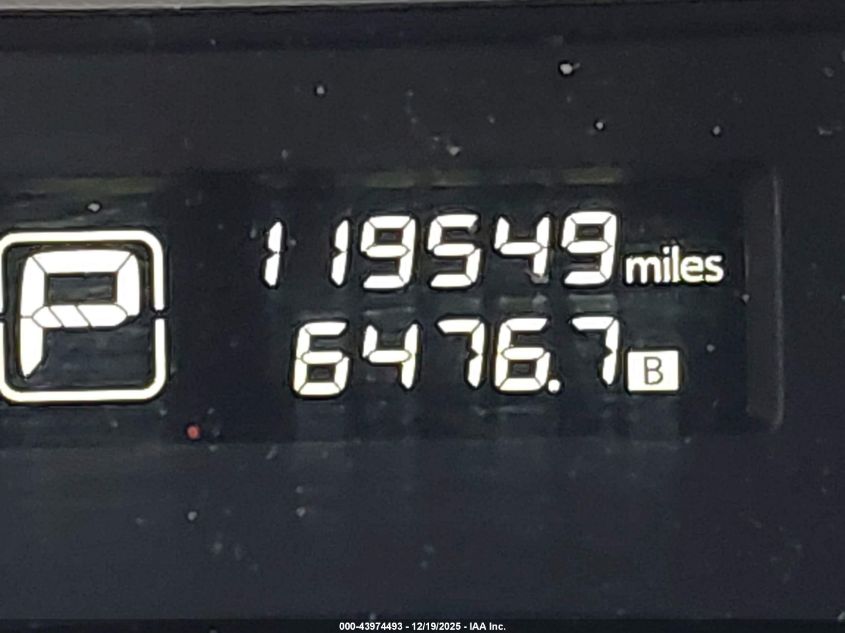 P
119549 miles
6476.7 B
000-43974493 - 12/19/2025 - IAA Inc.